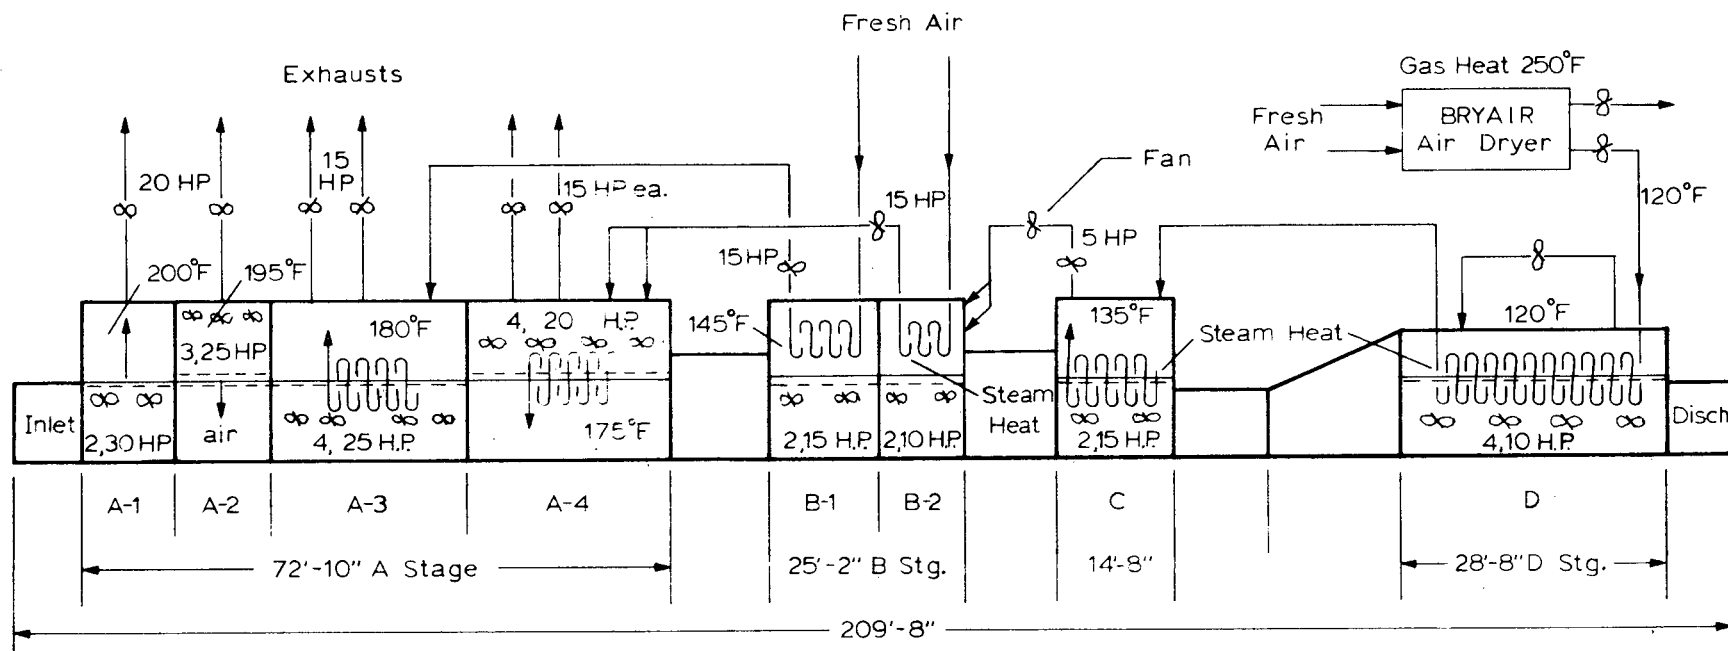 Fresh Air
Exhausts
Gas Heat 250°F
Fresh
Air
BRYAIR
Air Dryer
Fan
20 HP
15
HP
15 HP ea.
15 HP
15 HP
5 HP
120°F
200°F
195°F
180°F
4, 20 H.P.
145°F
135°F
Steam Heat
120°F
3,25 HP
Inlet
2,30 HP
air
4, 25 H.P.
175°F
2,15 H.P.
2,10 H.P.
Steam
Heat
2,15 H.P.
4,10 H.P.
Disch
A-1
A-2
A-3
A-4
B-1
B-2
C
D
72'-10" A Stage
25'-2" B Stg.
14'-8"
28'-8" D Stg.
209'-8"